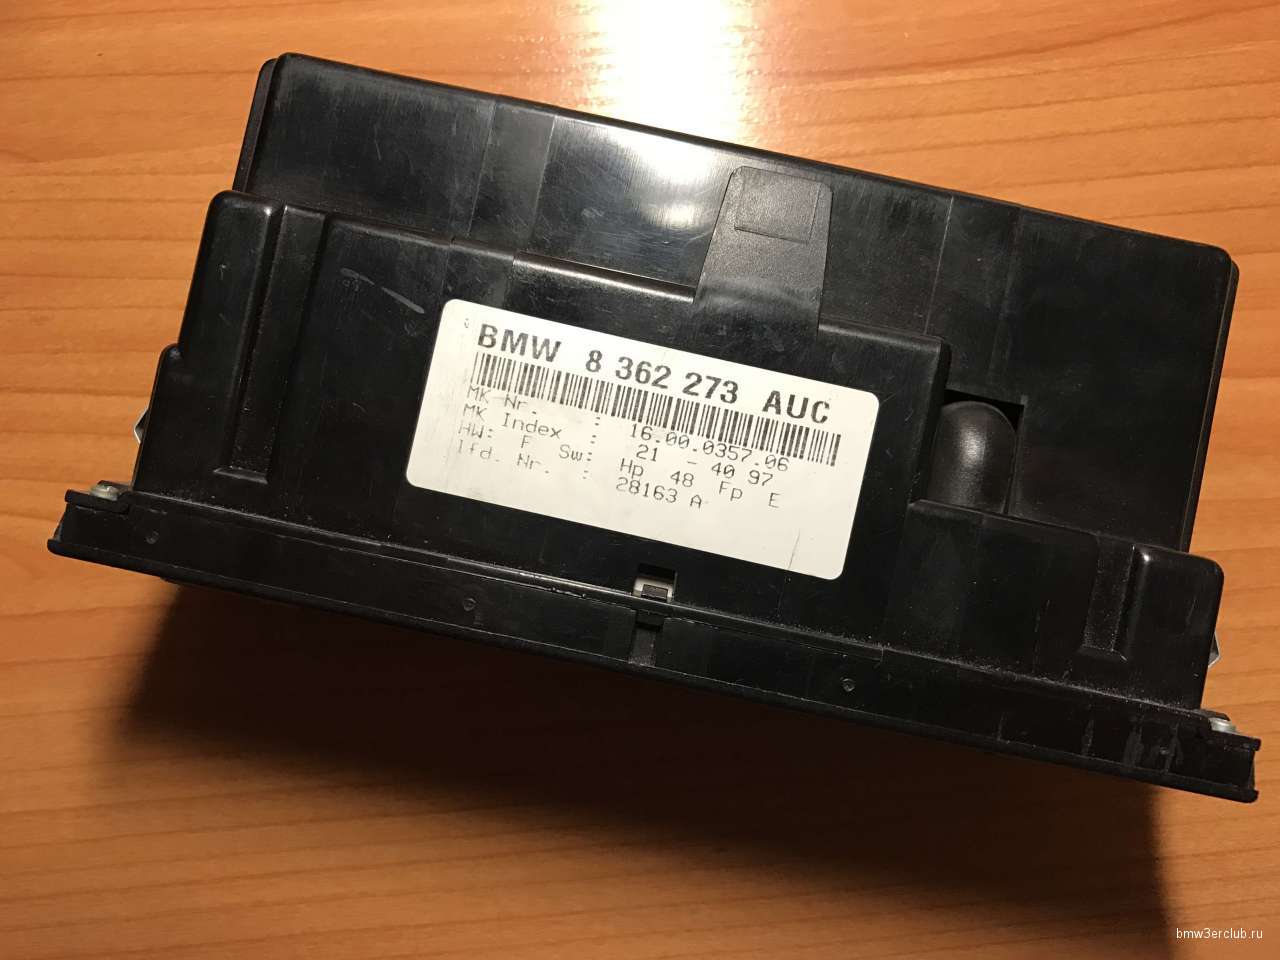 BMW 8 362 273 AUC
MK Nr. : 16.00.0357.06
MK Index : 21 - 40 97
HW: F Sw: Hp 48 Fp E
lfd. Nr. : 28163 A
bmw3erclub.ru